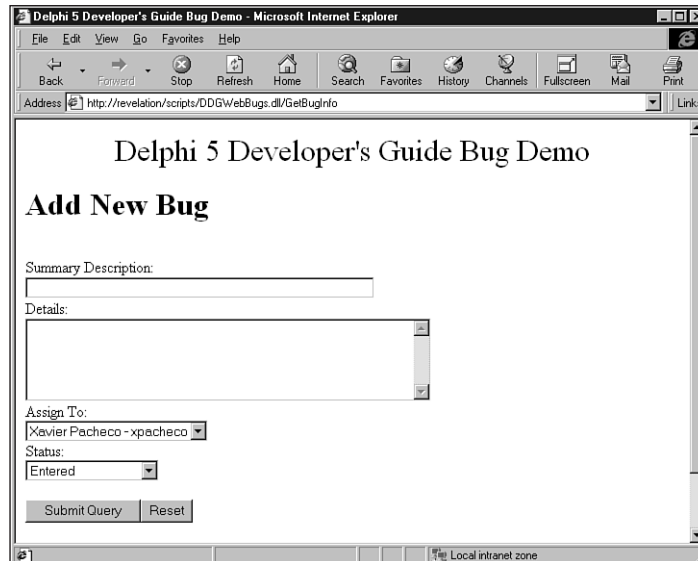 Delphi 5 Developer's Guide Bug Demo - Microsoft Internet Explorer
File Edit View Go Favorites Help
Back Forward Stop Refresh Home Search Favorites History Channels Fullscreen Mail Print
Address http://revelation/scripts/DDGWebBugs.dll/GetBugInfo Link
Delphi 5 Developer's Guide Bug Demo
Add New Bug
Summary Description:
Details:
Assign To:
Xavier Pacheco - xpacheco
Status:
Entered
Submit Query Reset
Local intranet zone